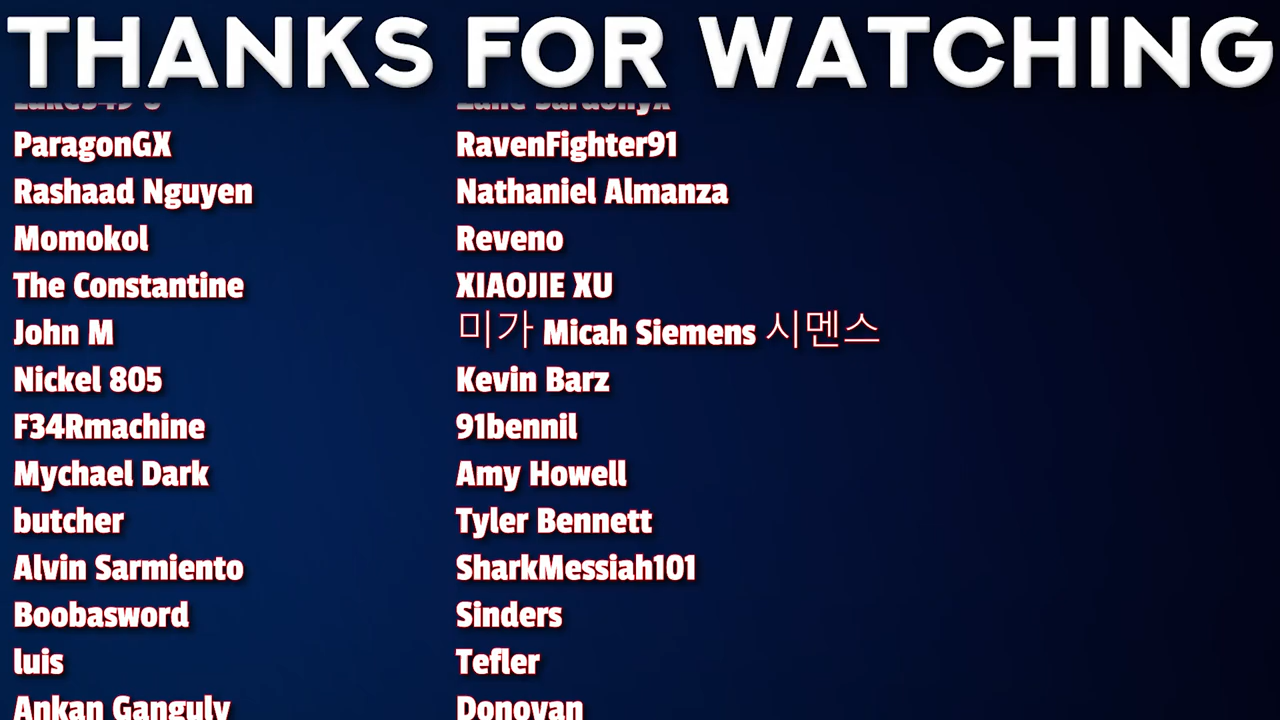 THANKS FOR WATCHING
ParagonGX
Rashaad Nguyen
Momokol
The Constantine
John M
Nickel 805
F34Rmachine
Mychael Dark
butcher
Alvin Sarmiento
Boobasword
luis
Ankan Ganguly
RavenFighter91
Nathaniel Almanza
Reveno
XIAOJIE XU
미가 Micah Siemens 시멘스
Kevin Barz
91bennil
Amy Howell
Tyler Bennett
SharkMessiah101
Sinders
Tefler
Donovan